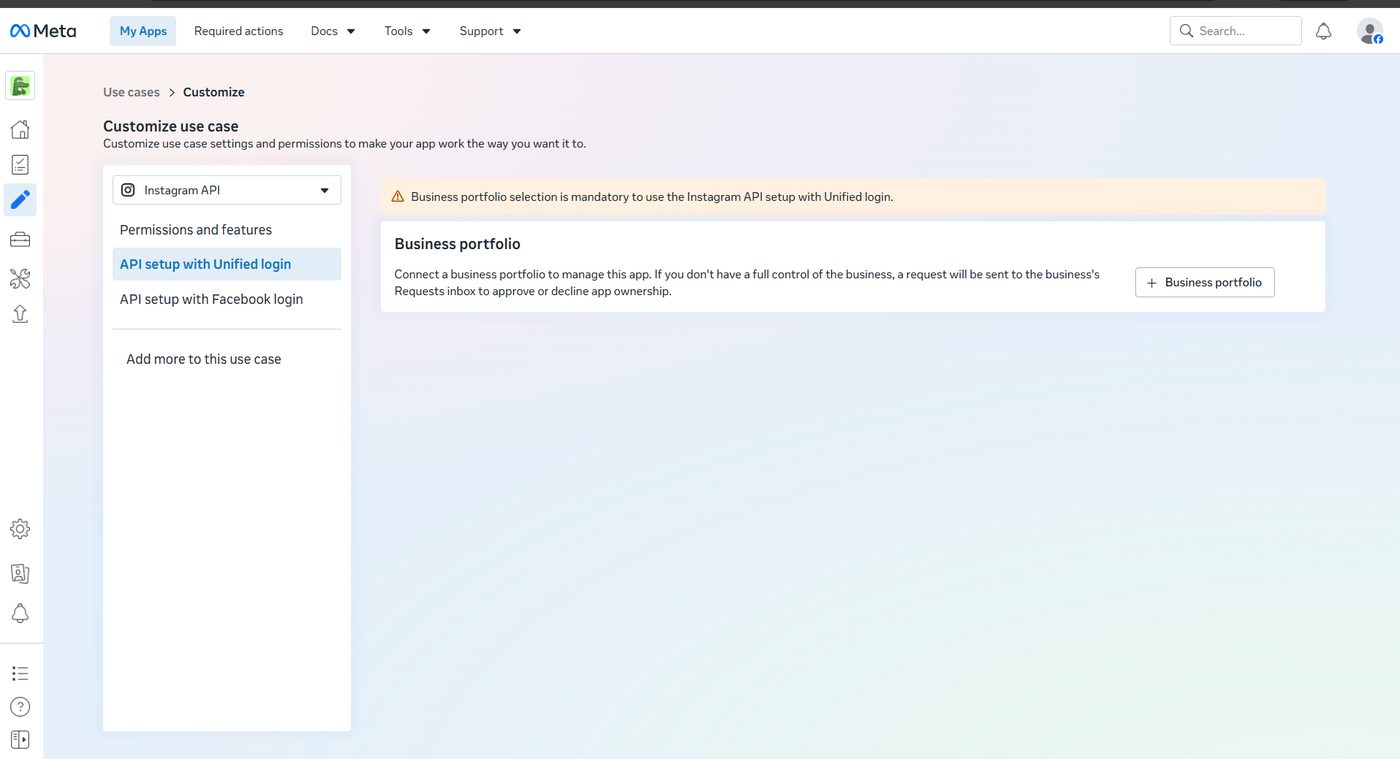 Meta
My Apps
Required actions
Docs
Tools
Support
Search...
Use cases > Customize
Customize use case
Customize use case settings and permissions to make your app work the way you want it to.
Instagram API
Permissions and features
API setup with Unified login
API setup with Facebook login
Add more to this use case
Business portfolio selection is mandatory to use the Instagram API setup with Unified login.
Business portfolio
Connect a business portfolio to manage this app. If you don't have a full control of the business, a request will be sent to the business's
Requests inbox to approve or decline app ownership.
+ Business portfolio